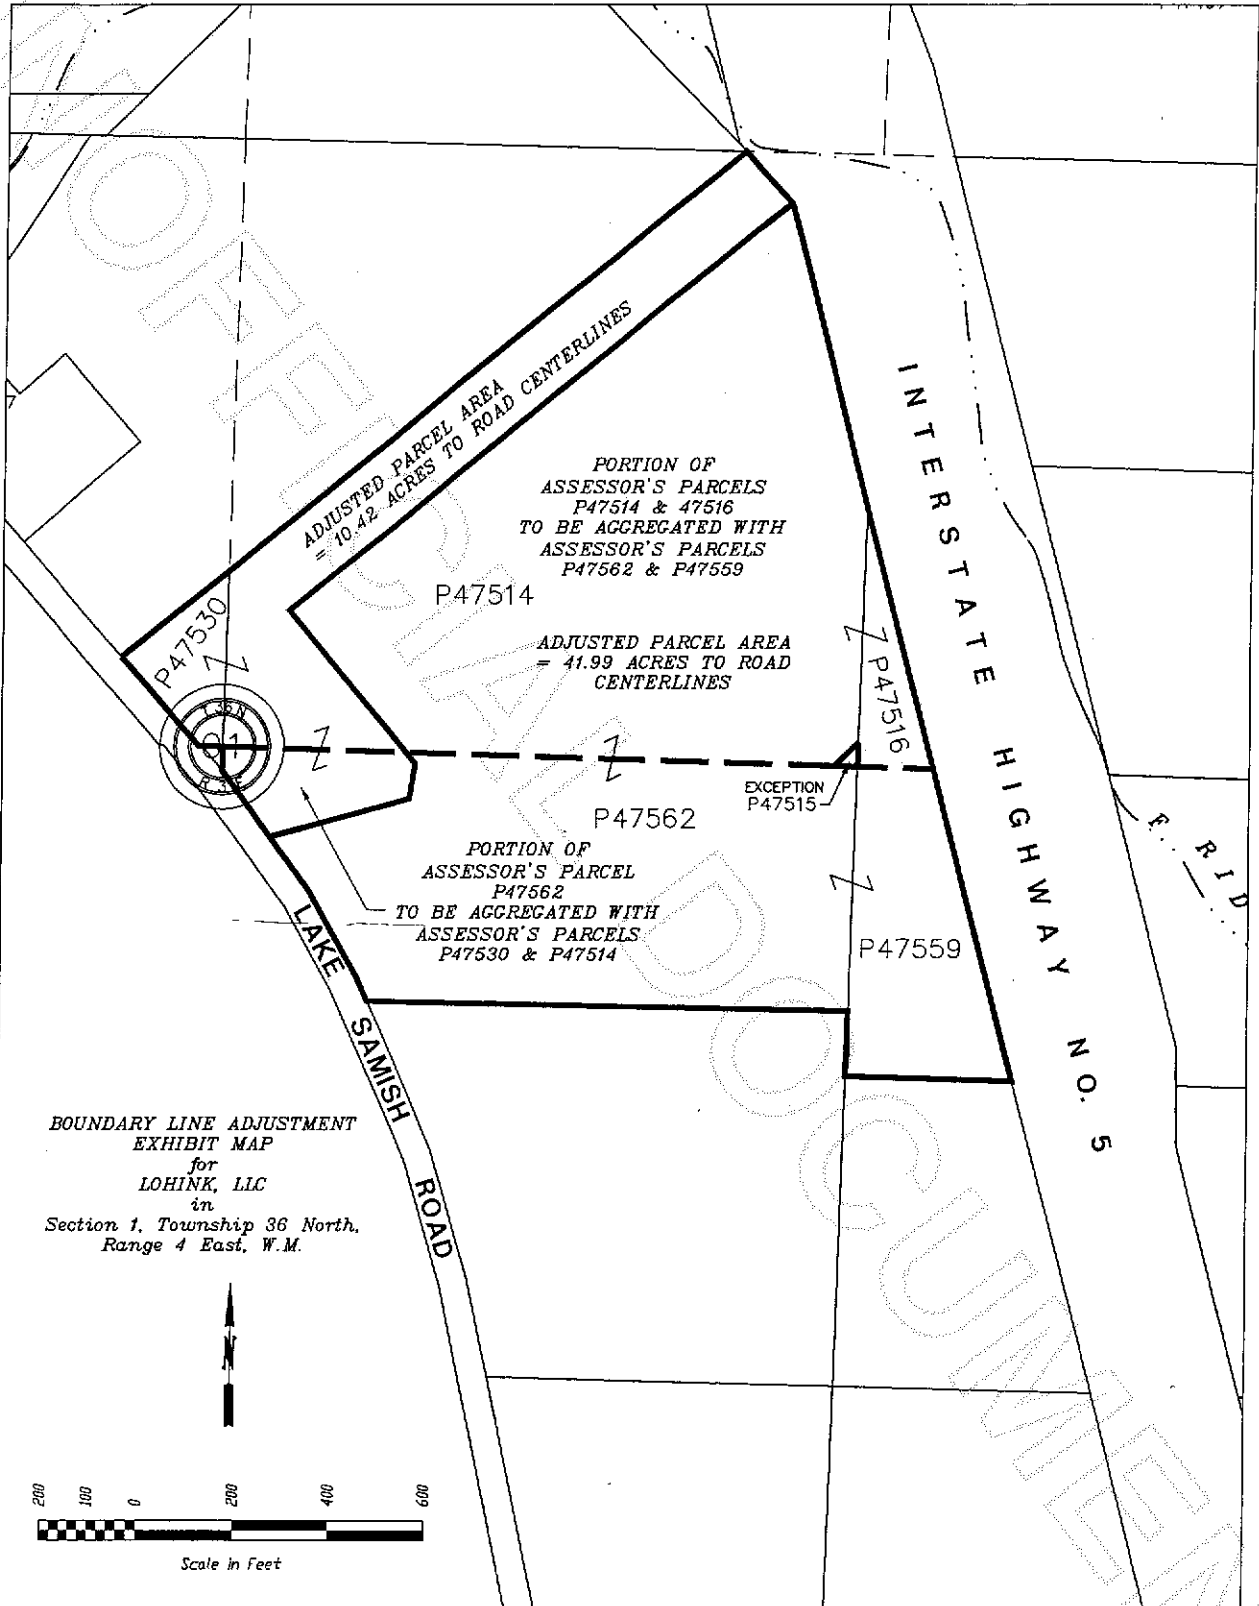 ADJUSTED PARCEL AREA
= 10.42 ACRES TO ROAD CENTERLINES
PORTION OF
ASSESSOR'S PARCELS
P47514 & 47516
TO BE AGGREGATED WITH
ASSESSOR'S PARCELS
P47562 & P47559
P47514
ADJUSTED PARCEL AREA
= 41.99 ACRES TO ROAD
CENTERLINES
P47530
P47516
INTERSTATE HIGHWAY NO. 5
EXCEPTION
P47515
P47562
PORTION OF
ASSESSOR'S PARCEL
P47562
TO BE AGGREGATED WITH
ASSESSOR'S PARCELS
P47530 & P47514
P47559
F. RID
LAKE SAMISH ROAD
BOUNDARY LINE ADJUSTMENT
EXHIBIT MAP
for
LOHINK, LLC
in
Section 1, Township 36 North,
Range 4 East, W.M.
N
200 100 0 200 400 600
Scale in Feet
UNOFFICIAL DOCUMEN